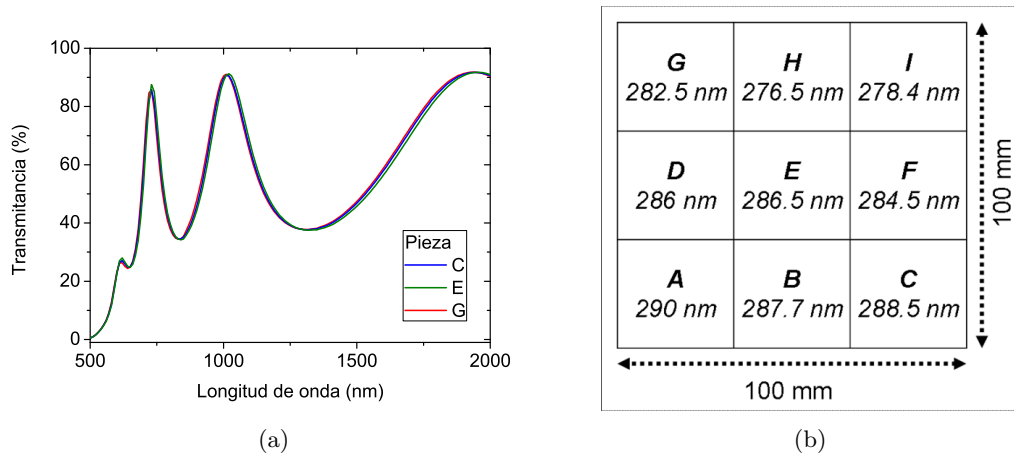 100
80
60
40
20
0
500
1000
1500
2000
Transmitancia (%)
Longitud de onda (nm)
Pieza
C
E
G
(a)
G
282.5 nm
H
276.5 nm
I
278.4 nm
D
286 nm
E
286.5 nm
F
284.5 nm
A
290 nm
B
287.7 nm
C
288.5 nm
100 mm
100 mm
(b)